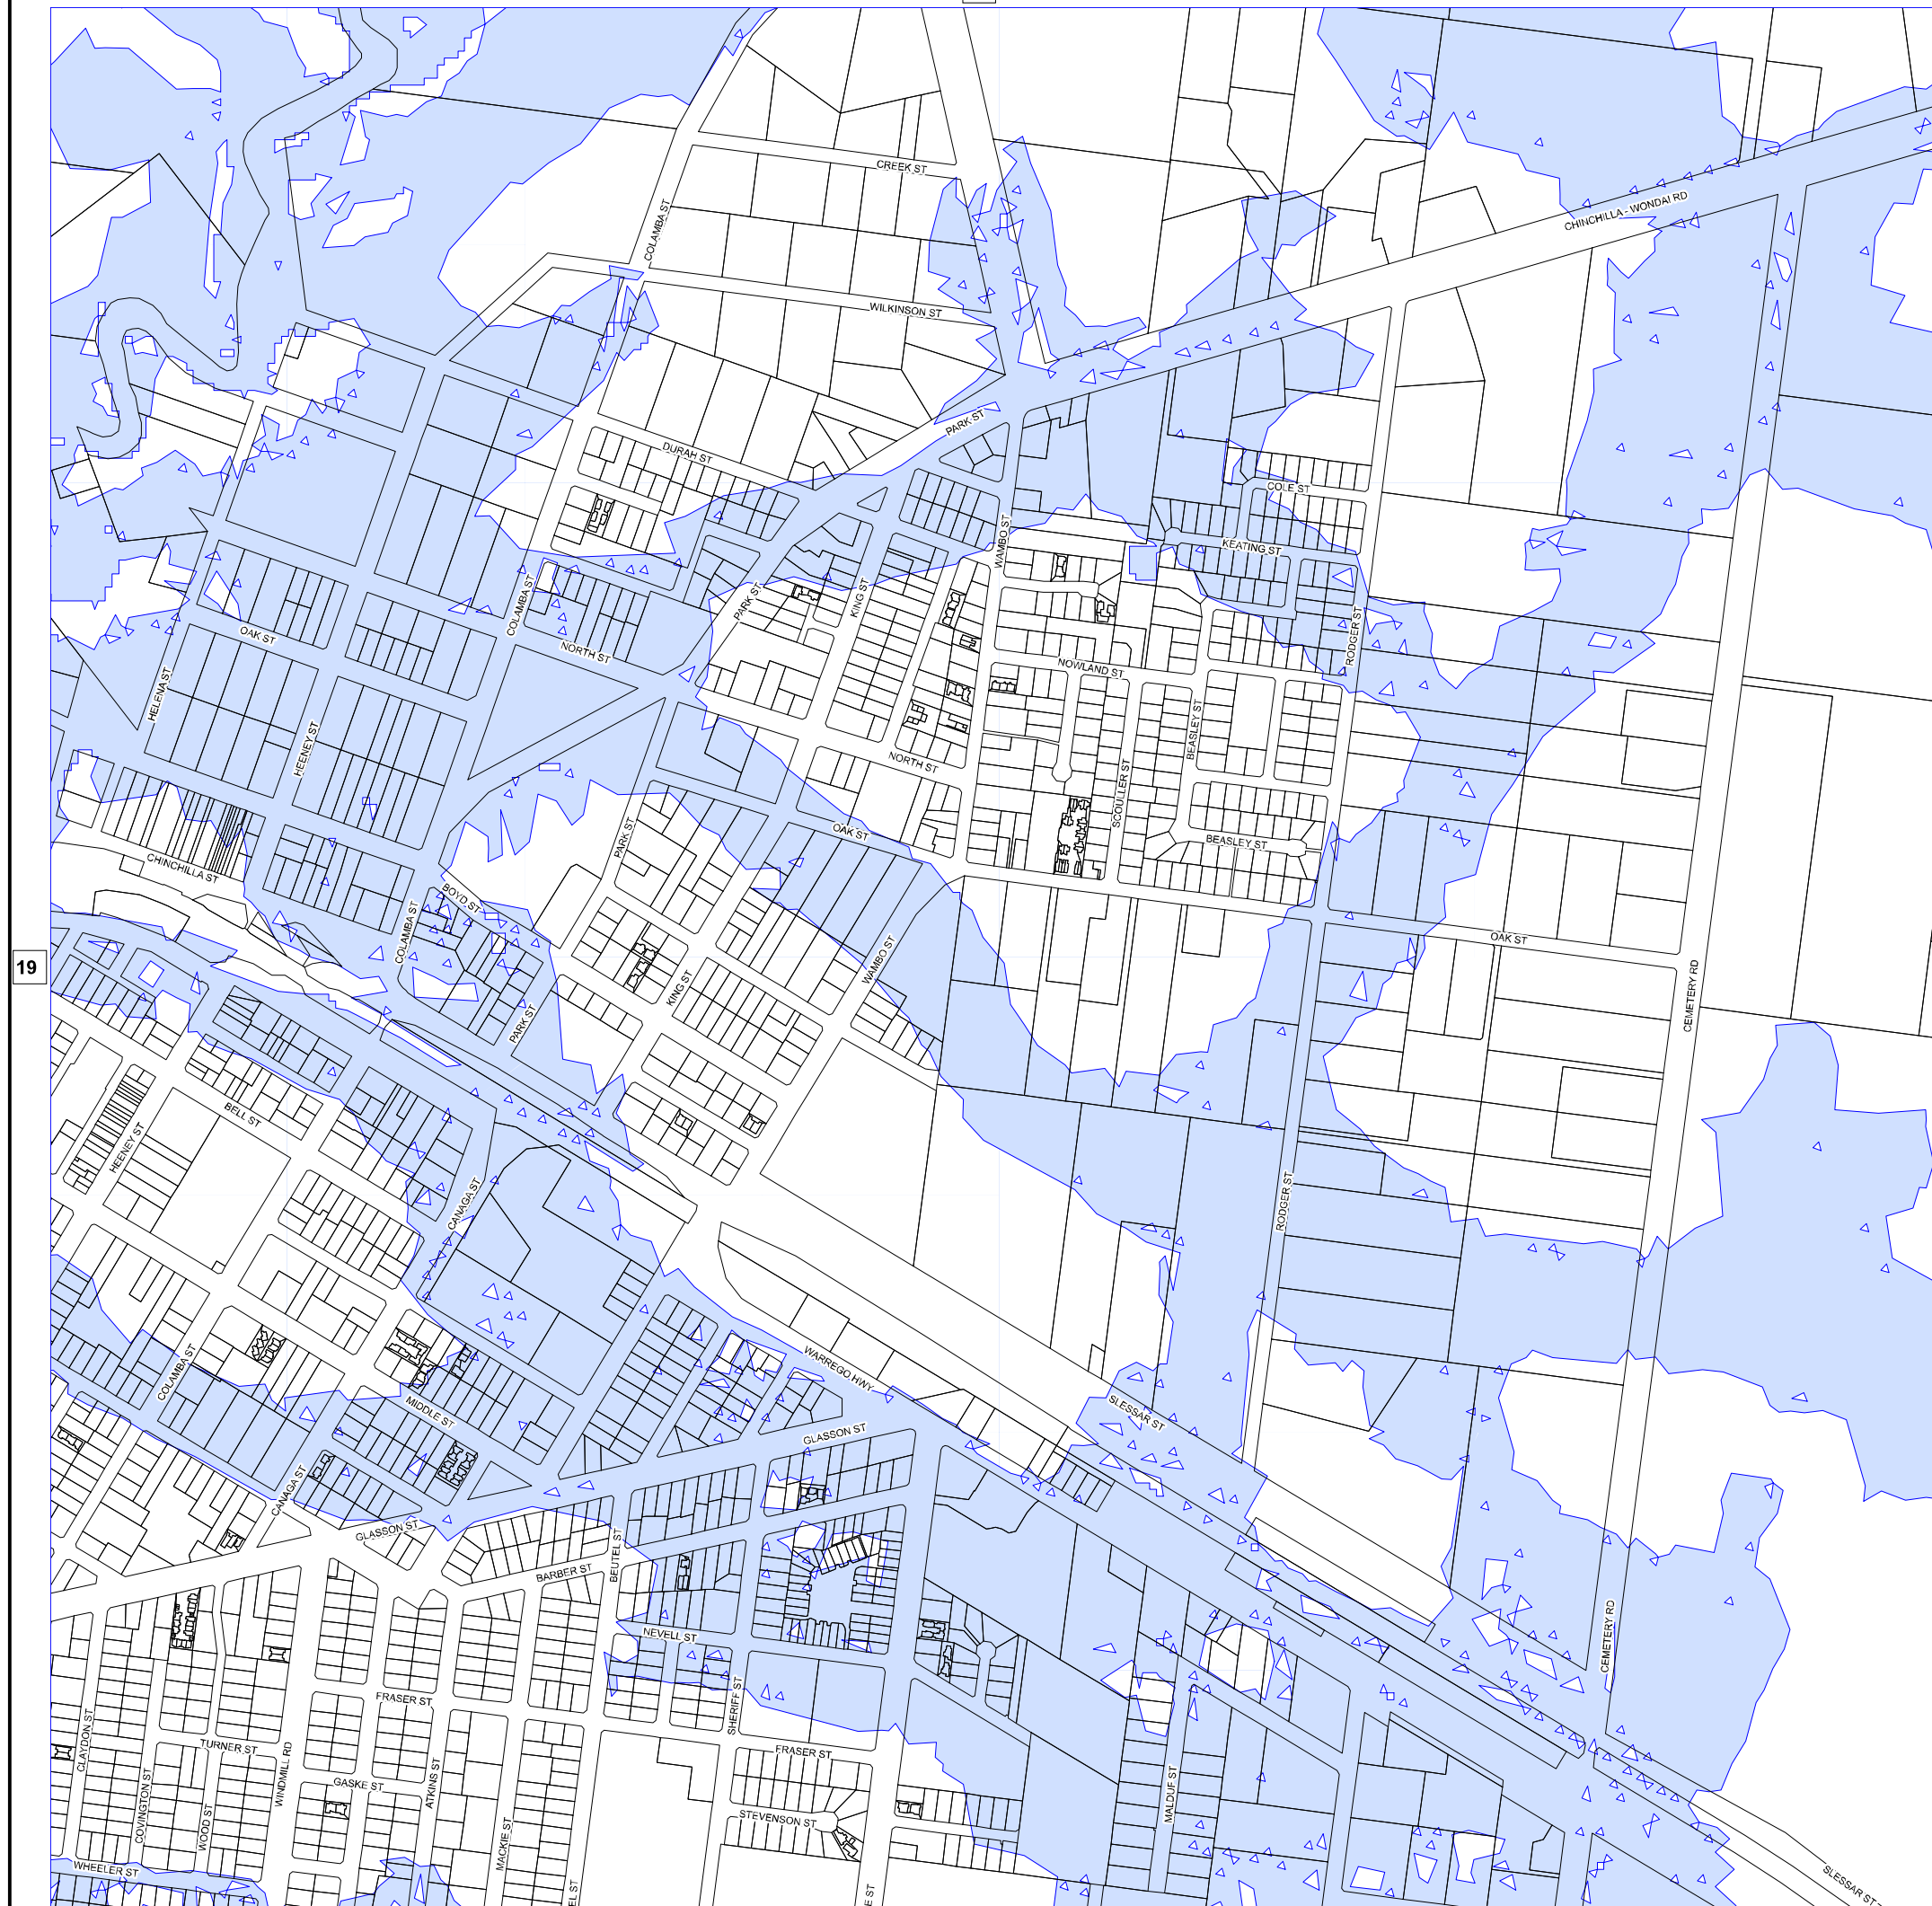 CREEK ST
COLAMBA ST
CHINCHILLA - WONDAI RD
WILKINSON ST
PARK ST
DURAH ST
COLE ST
WAMBO ST
KEATING ST
COLAMBA ST
PARK ST
KING ST
OAK ST
NORTH ST
RODGER ST
NOWLAND ST
HELENA ST
HEENEY ST
BEASLEY ST
NORTH ST
SCOULLER ST
PARK ST
OAK ST
BEASLEY ST
CHINCHILLA ST
BOYD ST
COLAMBA ST
OAK ST
WAMBO ST
19
KING ST
CEMETERY RD
PARK ST
BELL ST
HEENEY ST
CANAGA ST
RODGER ST
COLAMBA ST
WARREGO HWY
MIDDLE ST
SLESSAR ST
GLASSON ST
CANAGA ST
GLASSON ST
BEUTEL ST
BARBER ST
NEVELL ST
CEMETERY RD
FRASER ST
SHERIFF ST
CLAYDON ST
TURNER ST
WINDMILL RD
FRASER ST
GASKE ST
ATKINS ST
COVINGTON ST
WOOD ST
MACKIE ST
STEVENSON ST
MALDUF ST
WHEELER ST
SLESSAR ST
EL ST
E ST